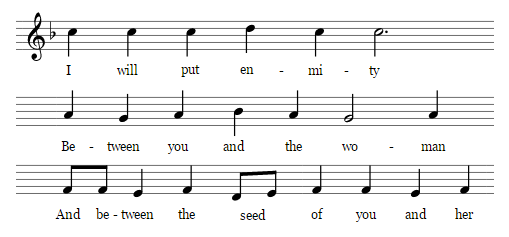 I will put en - mi - ty
Be - tween you and the wo - man
And be - tween the seed of you and her